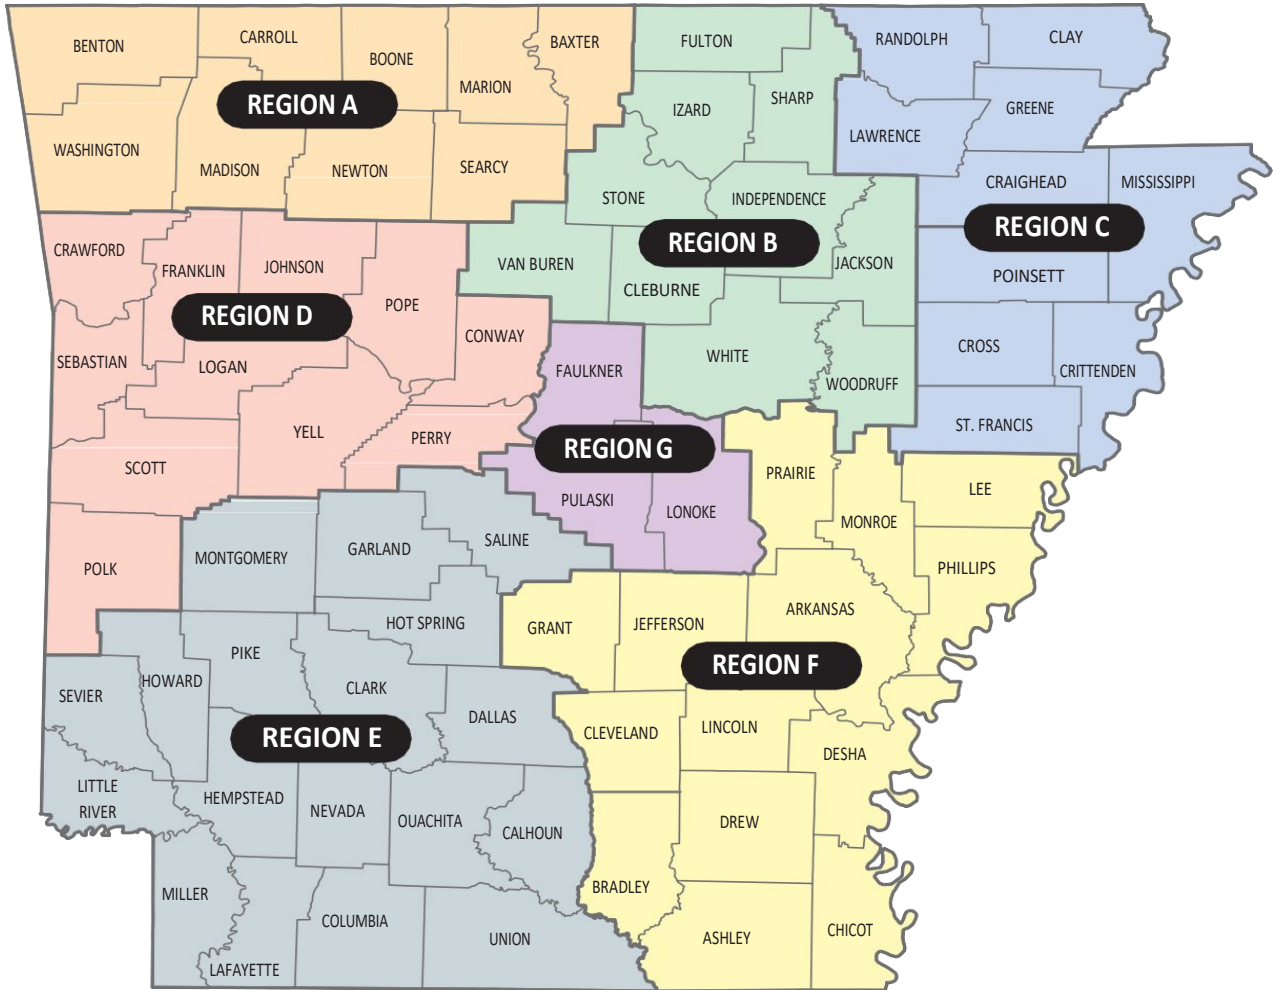 BENTON
CARROLL
BOONE
MARION
BAXTER
REGION A
WASHINGTON
MADISON
NEWTON
SEARCY
FULTON
IZARD
SHARP
STONE
INDEPENDENCE
REGION B
VAN BUREN
CLEBURNE
JACKSON
WHITE
WOODRUFF
RANDOLPH
CLAY
GREENE
LAWRENCE
CRAIGHEAD
MISSISSIPPI
REGION C
POINSETT
CROSS
CRITTENDEN
ST. FRANCIS
CRAWFORD
FRANKLIN
JOHNSON
POPE
REGION D
CONWAY
SEBASTIAN
LOGAN
YELL
PERRY
SCOTT
POLK
FAULKNER
REGION G
PULASKI
LONOKE
MONTGOMERY
GARLAND
SALINE
HOT SPRING
PIKE
HOWARD
SEVIER
CLARK
DALLAS
REGION E
LITTLE
RIVER
HEMPSTEAD
NEVADA
OUACHITA
CALHOUN
MILLER
LAFAYETTE
COLUMBIA
UNION
PRAIRIE
MONROE
LEE
PHILLIPS
ARKANSAS
GRANT
JEFFERSON
REGION F
CLEVELAND
LINCOLN
DESHA
DREW
BRADLEY
ASHLEY
CHICOT